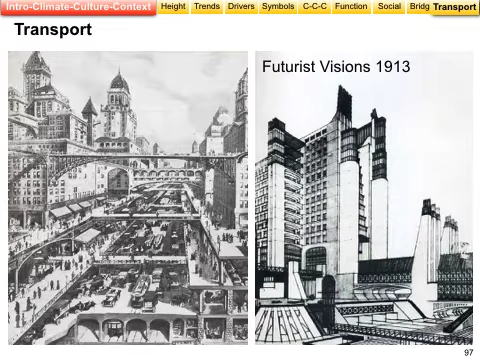 Intro-Climate-Culture-Context Height Trends Drivers Symbols C-C-C Function Social Bridg Transport
Transport
Futurist Visions 1913
97